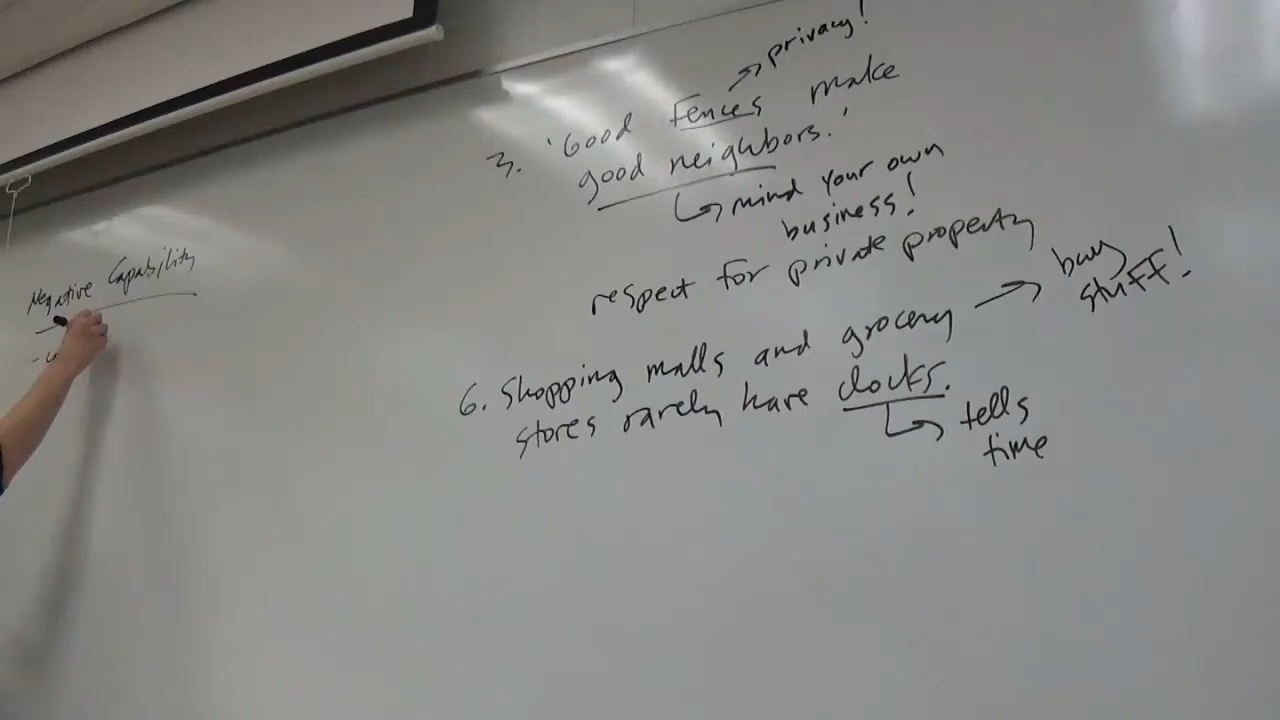 Negative Capability
privacy!
3. 'Good Fences make
good neighbors.'
mind your own
business!
respect for private property
6. Shopping malls and grocery
buy
stuff!
stores rarely have clocks.
tells
time